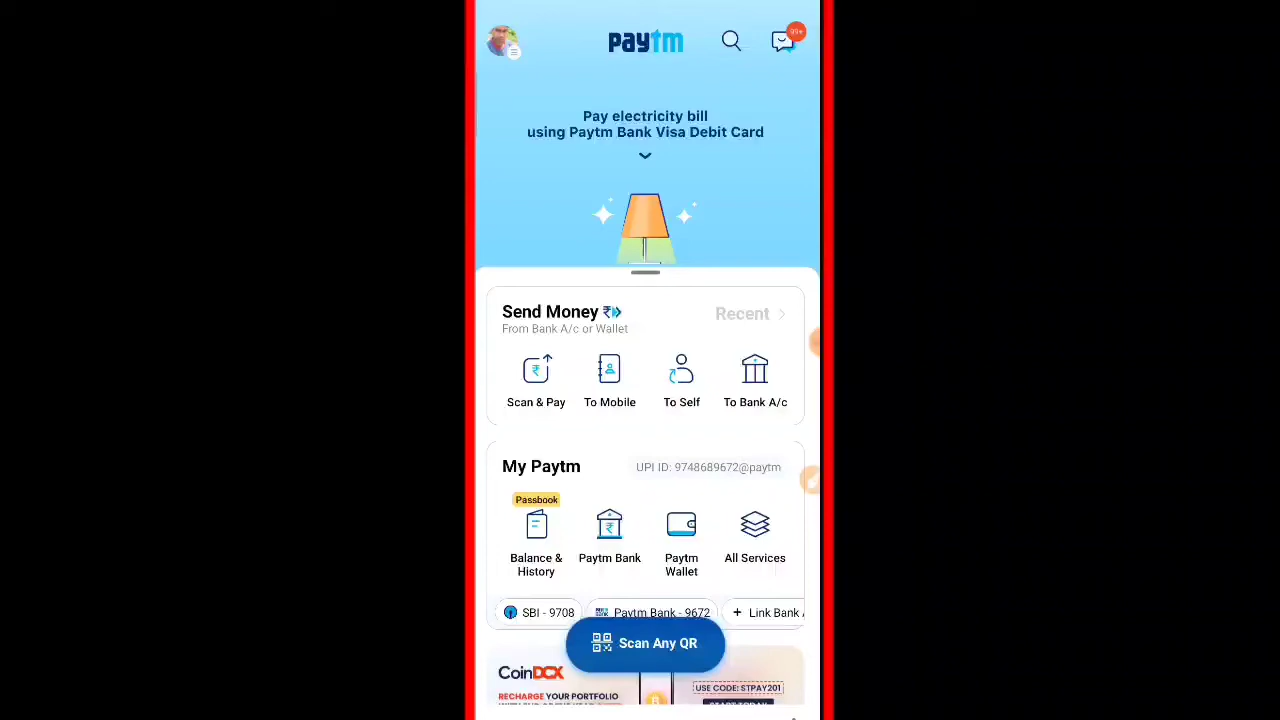 paytm
99+
Pay electricity bill
using Paytm Bank Visa Debit Card
Send Money
Recent
From Bank A/c or Wallet
Scan & Pay
To Mobile
To Self
To Bank A/c
My Paytm
UPI ID: 9748689672@paytm
Passbook
Balance &
History
Paytm Bank
Paytm
Wallet
All Services
SBI - 9708
Paytm Bank - 9672
+ Link Bank
Scan Any QR
CoinDCX
RECHARGE YOUR PORTFOLIO
USE CODE: STPAY201